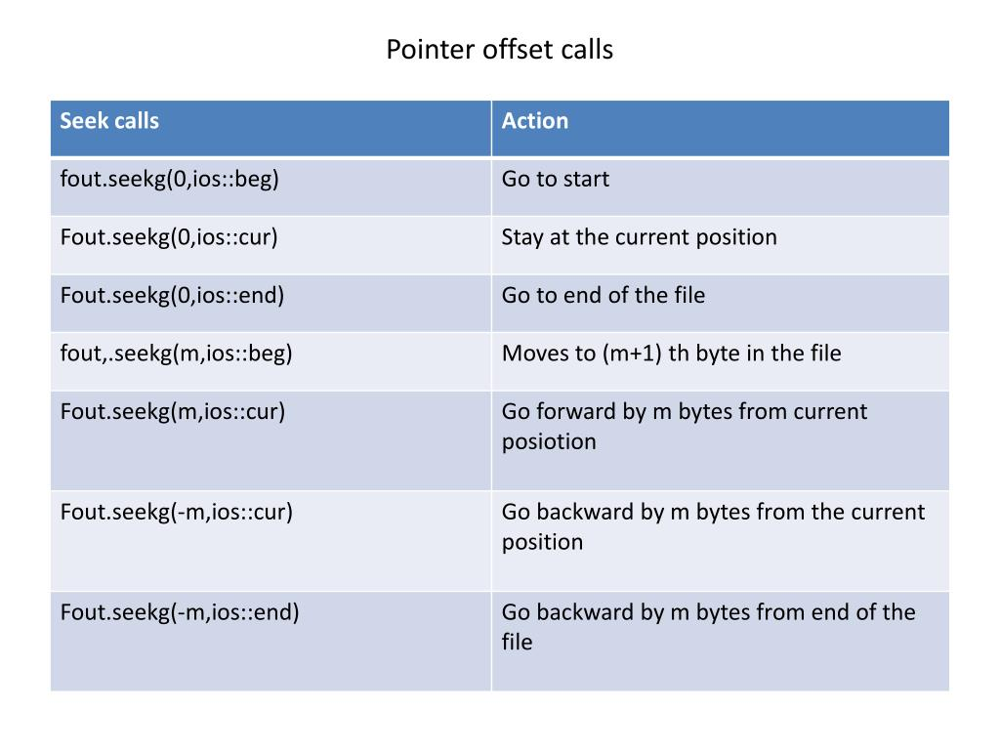 Pointer offset calls
Seek calls
Action
fout.seekg(0,ios::beg)
Go to start
Fout.seekg(0,ios::cur)
Stay at the current position
Fout.seekg(0,ios::end)
Go to end of the file
fout,.seekg(m,ios::beg)
Moves to (m+1) th byte in the file
Fout.seekg(m,ios::cur)
Go forward by m bytes from current
posiotion
Fout.seekg(-m,ios::cur)
Go backward by m bytes from the current
position
Fout.seekg(-m,ios::end)
Go backward by m bytes from end of the
file